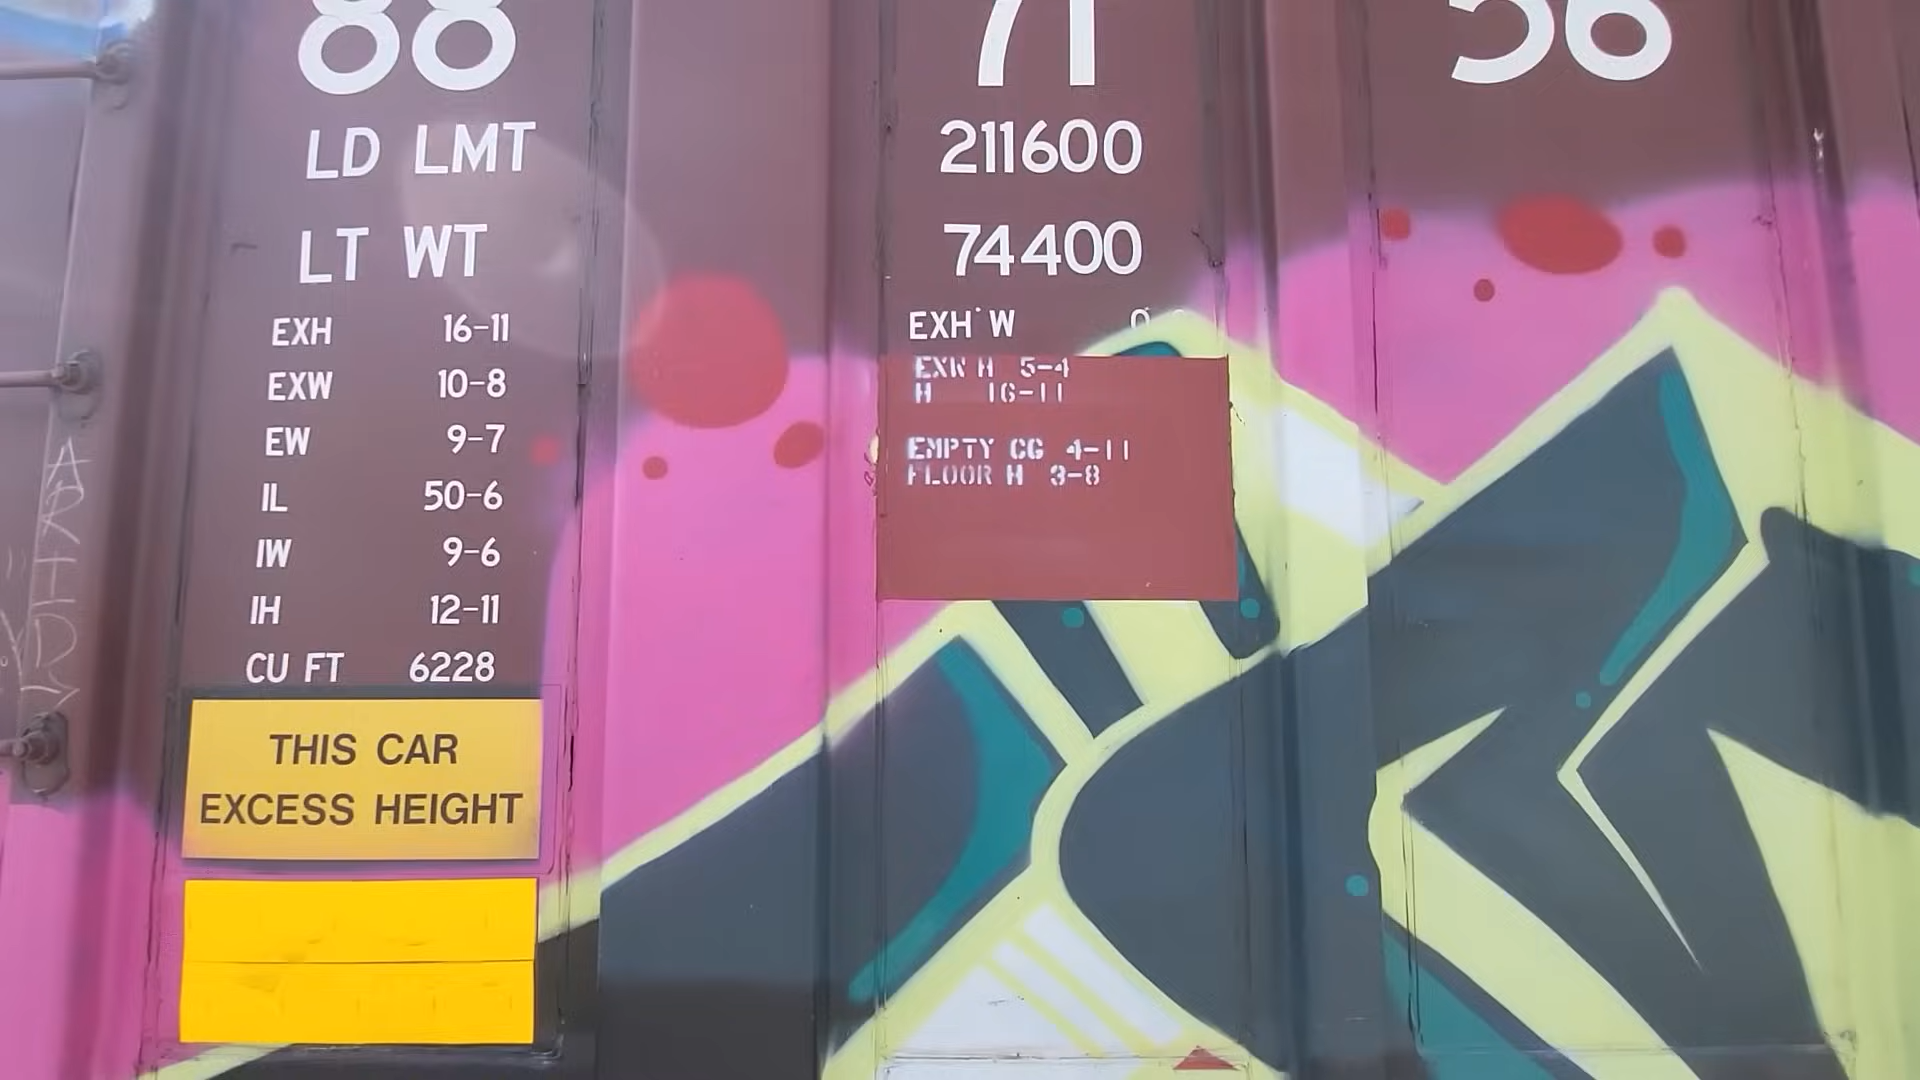 88 71 56
LD LMT 211600
LT WT 74400
EXH 16-11
EXW 10-8
EW 9-7
IL 50-6
IW 9-6
IH 12-11
CU FT 6228
THIS CAR
EXCESS HEIGHT
EXH W
EXW H 5-4
H 16-11
EMPTY CG 4-11
FLOOR H 3-8